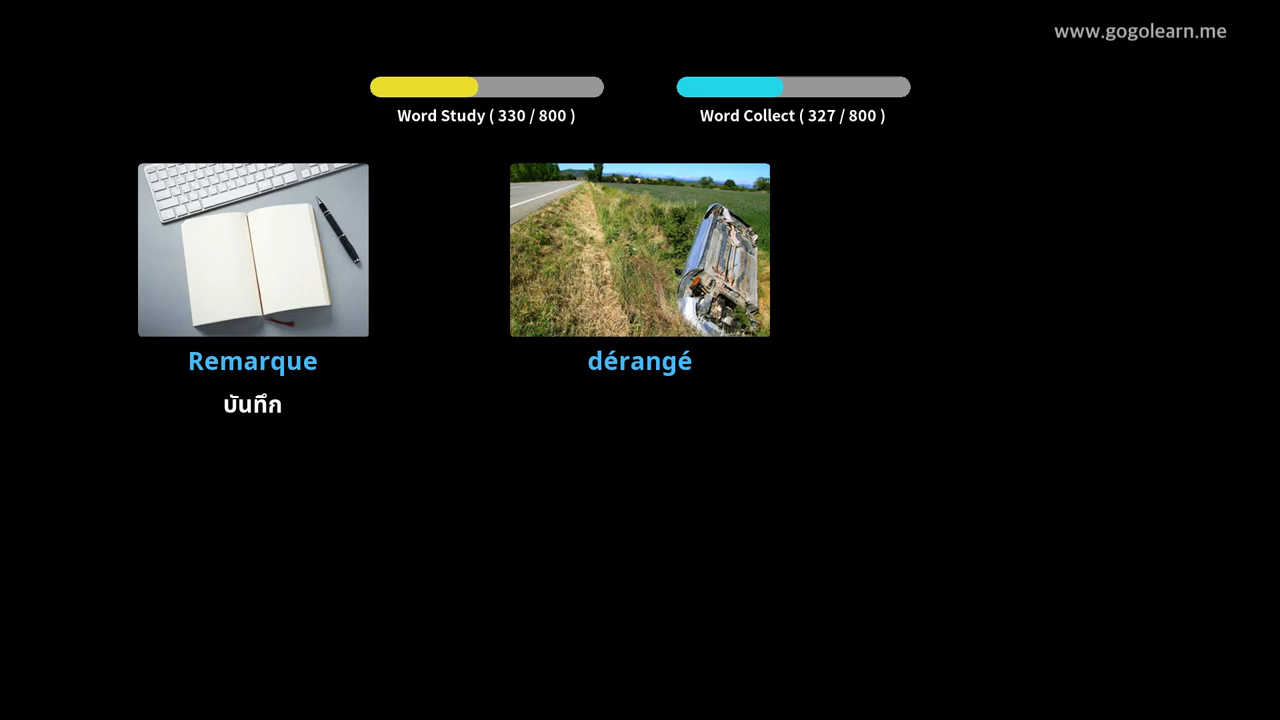 www.gogolearn.me
Word Study ( 330 / 800 )
Word Collect ( 327 / 800 )
Remarque
บันทึก
dérangé